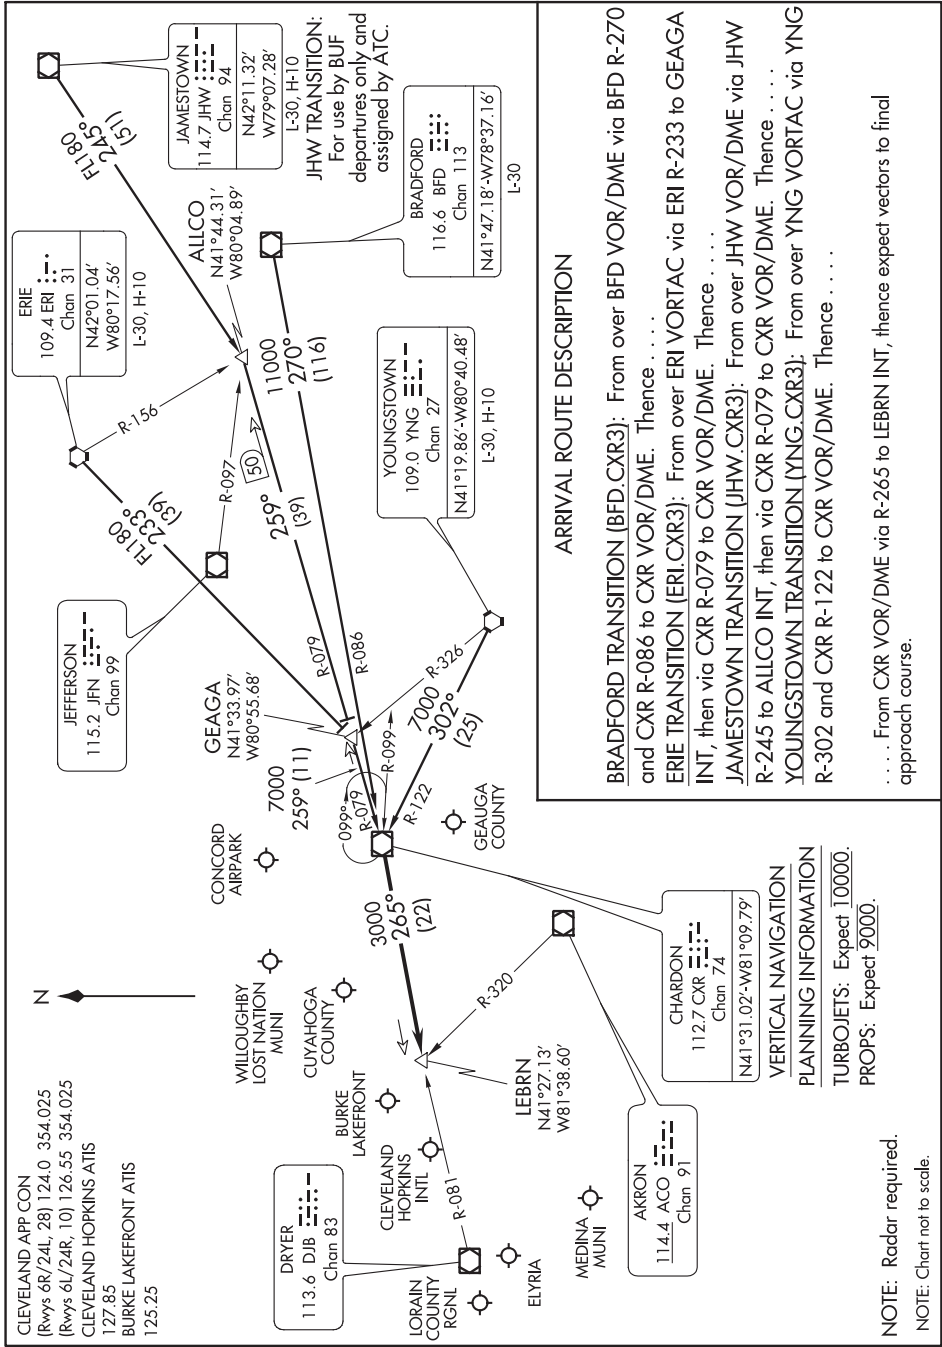 CLEVELAND APP CON
(Rwys 6R/24L, 28) 124.0 354.025
(Rwys 6L/24R, 10) 126.55 354.025
CLEVELAND HOPKINS ATIS
127.85
BURKE LAKEFRONT ATIS
125.25
N
JEFFERSON
115.2 JFN
Chan 99
ERIE
109.4 ERI
Chan 31
N42°01.04'
W80°17.56'
L-30, H-10
FL180
245°
(51)
JAMESTOWN
114.7 JHW
Chan 94
N42°11.32'
W79°07.28'
L-30, H-10
JHW TRANSITION:
For use by BUF
departures only and
assigned by ATC.
ALLCO
N41°44.31'
W80°04.89'
R-156
FL180
233°
(39)
R-097
50
259°
(39)
11000
270°
(116)
BRADFORD
116.6 BFD
Chan 113
N41°47.18'-W78°37.16'
L-30
YOUNGSTOWN
109.0 YNG
Chan 27
N41°19.86'-W80°40.48'
L-30, H-10
GEAGA
N41°33.97'
W80°55.68'
R-079
R-086
R-326
7000
259° (11)
099°
R-079
R-099
7000
302°
(25)
R-122
CONCORD
AIRPARK
WILLOUGHBY
LOST NATION
MUNI
CUYAHOGA
COUNTY
GEAUGA
COUNTY
3000
265°
(22)
BURKE
LAKEFRONT
CLEVELAND
HOPKINS
INTL
LEBRN
N41°27.13'
W81°38.60'
R-320
R-081
DRYER
113.6 DJB
Chan 83
LORAIN
COUNTY
RGNL
ELYRIA
MEDINA
MUNI
AKRON
114.4 ACO
Chan 91
CHARDON
112.7 CXR
Chan 74
N41°31.02'-W81°09.79'
VERTICAL NAVIGATION
PLANNING INFORMATION
TURBOJETS: Expect 10000.
PROPS: Expect 9000.
NOTE: Radar required.
NOTE: Chart not to scale.
ARRIVAL ROUTE DESCRIPTION
BRADFORD TRANSITION (BFD.CXR3): From over BFD VOR/DME via BFD R-270
and CXR R-086 to CXR VOR/DME. Thence . . . .
ERIE TRANSITION (ERI.CXR3): From over ERI VORTAC via ERI R-233 to GEAGA
INT, then via CXR R-079 to CXR VOR/DME. Thence . . . .
JAMESTOWN TRANSITION (JHW.CXR3): From over JHW VOR/DME via JHW
R-245 to ALLCO INT, then via CXR R-079 to CXR VOR/DME. Thence . . . .
YOUNGSTOWN TRANSITION (YNG.CXR3): From over YNG VORTAC via YNG
R-302 and CXR R-122 to CXR VOR/DME. Thence . . . .
. . . . From CXR VOR/DME via R-265 to LEBRN INT, thence expect vectors to final
approach course.